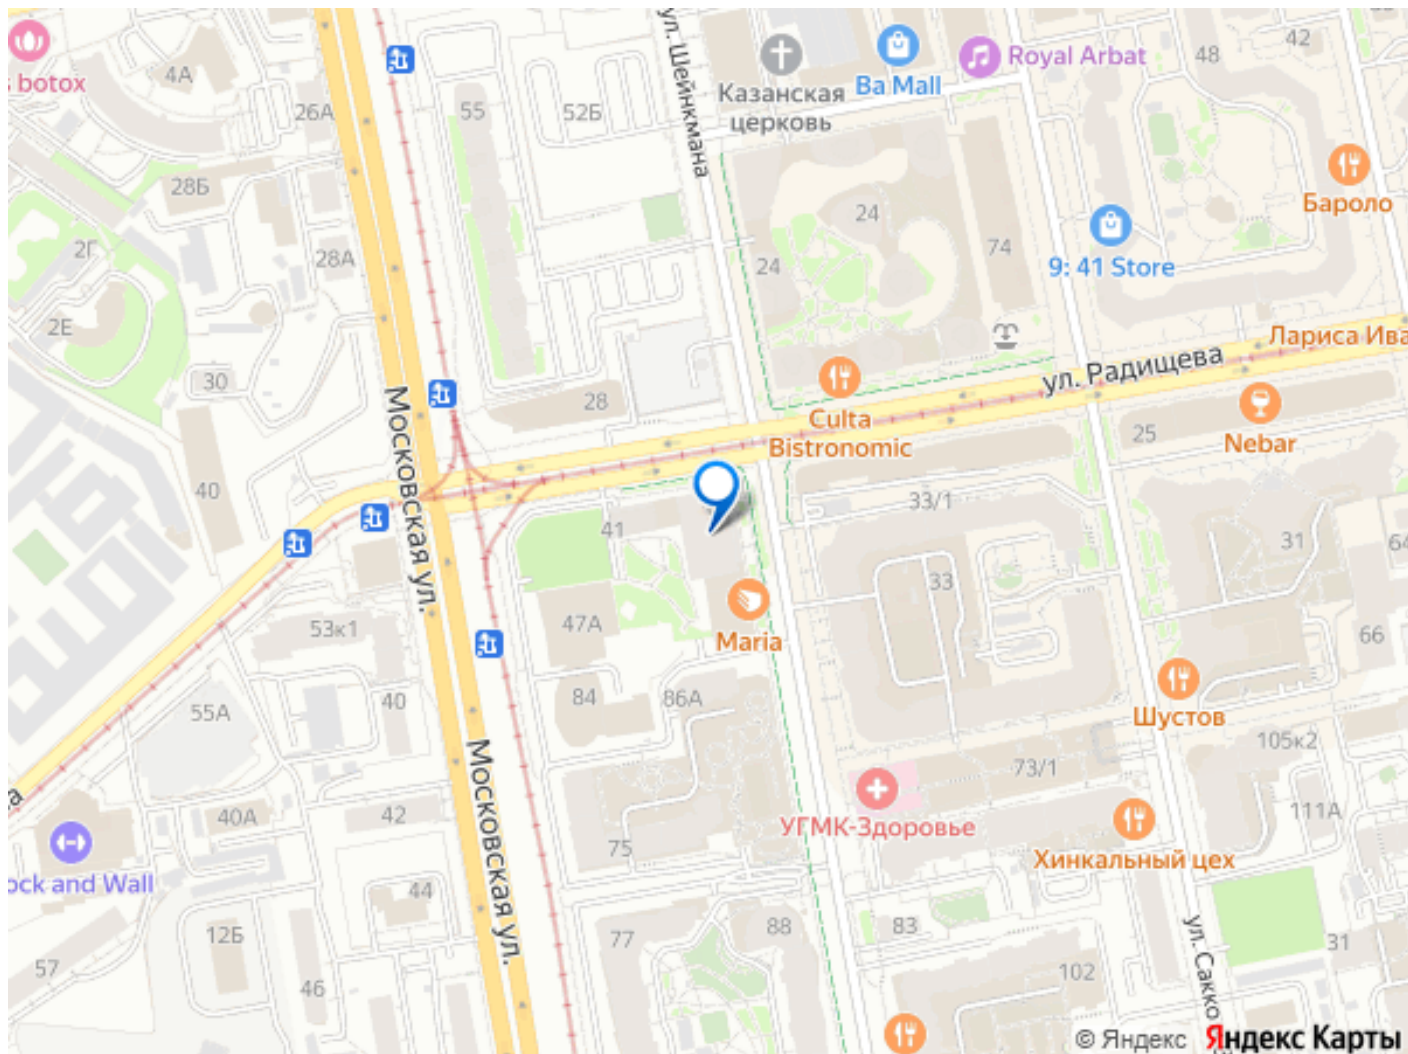 4А
s botox
26А
55
52Б
ул. Шейнкмана
Казанская
церковь
Ba Mall
Royal Arbat
48
42
Бароло
28Б
2Г
28А
2Е
24
24
74
9: 41 Store
30
28
Московская ул.
Culta
Bistronomic
ул. Радищева
Лариса Ива
25
Nebar
40
41
33/1
31
64
33
47А
Maria
53к1
66
84
86А
40
55А
Шустов
105к2
73/1
111А
УГМК-Здоровье
Хинкальный цех
40А
42
75
Московская ул.
ock and Wall
44
12Б
77
88
83
ул. Сакко
31
57
46
102
© Яндекс Яндекс Карты